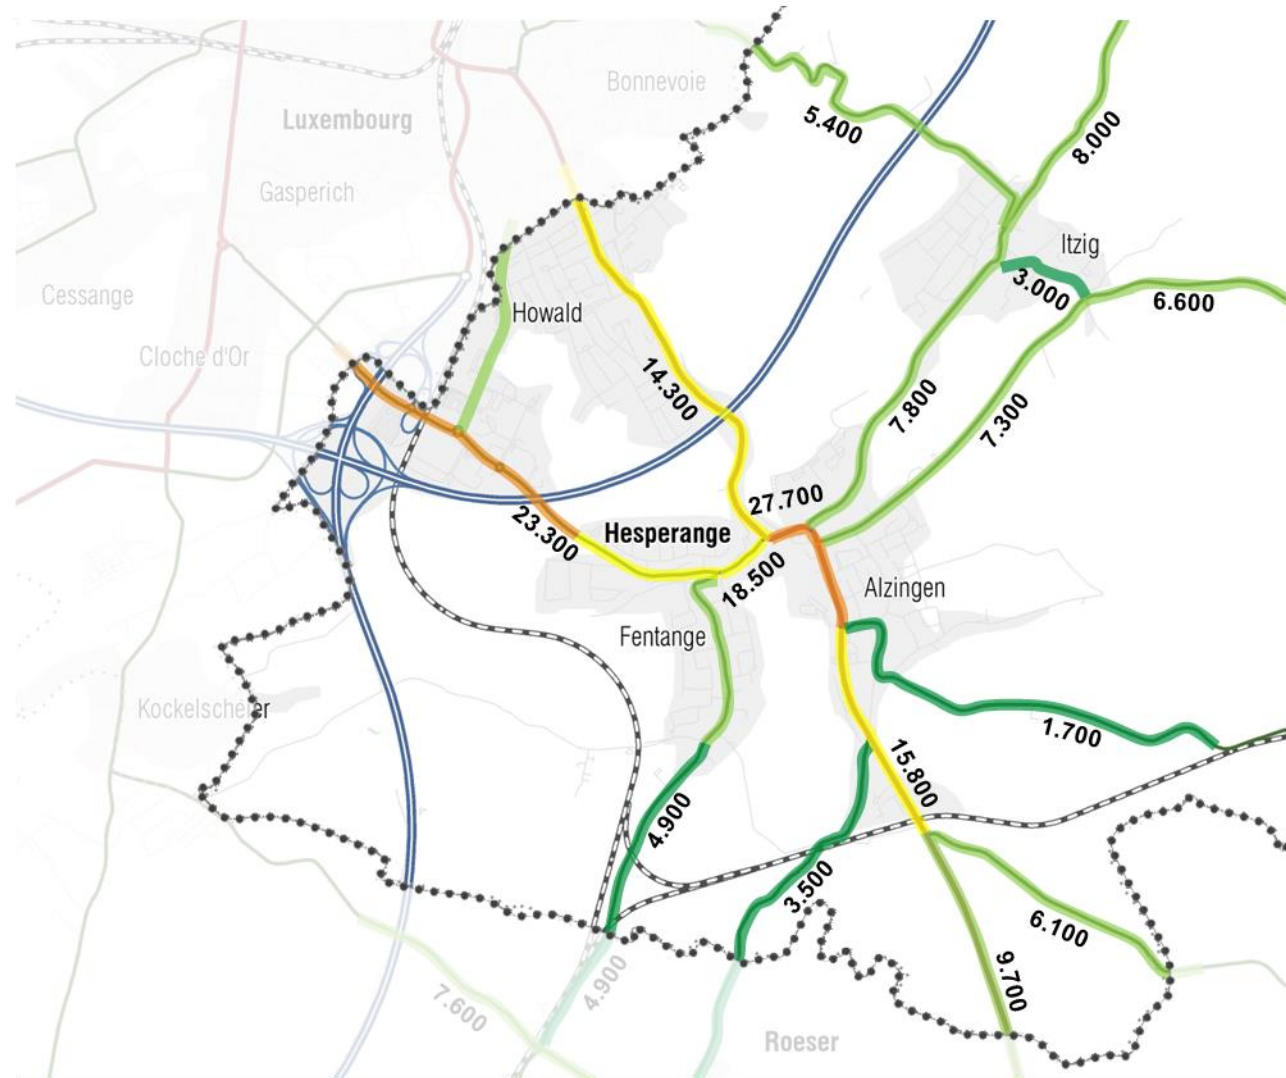 Bonnevoie
Luxembourg
5.400
8.000
Gasperich
Itzig
Cessange
3.000
6.600
Howald
Cloche d'Or
14.300
7.800
7.300
27.700
23.300
Hesperange
18.500
Alzingen
Fentange
Kockelscheuer
1.700
15.800
4.900
3.500
6.100
9.700
4.900
7.600
Roeser